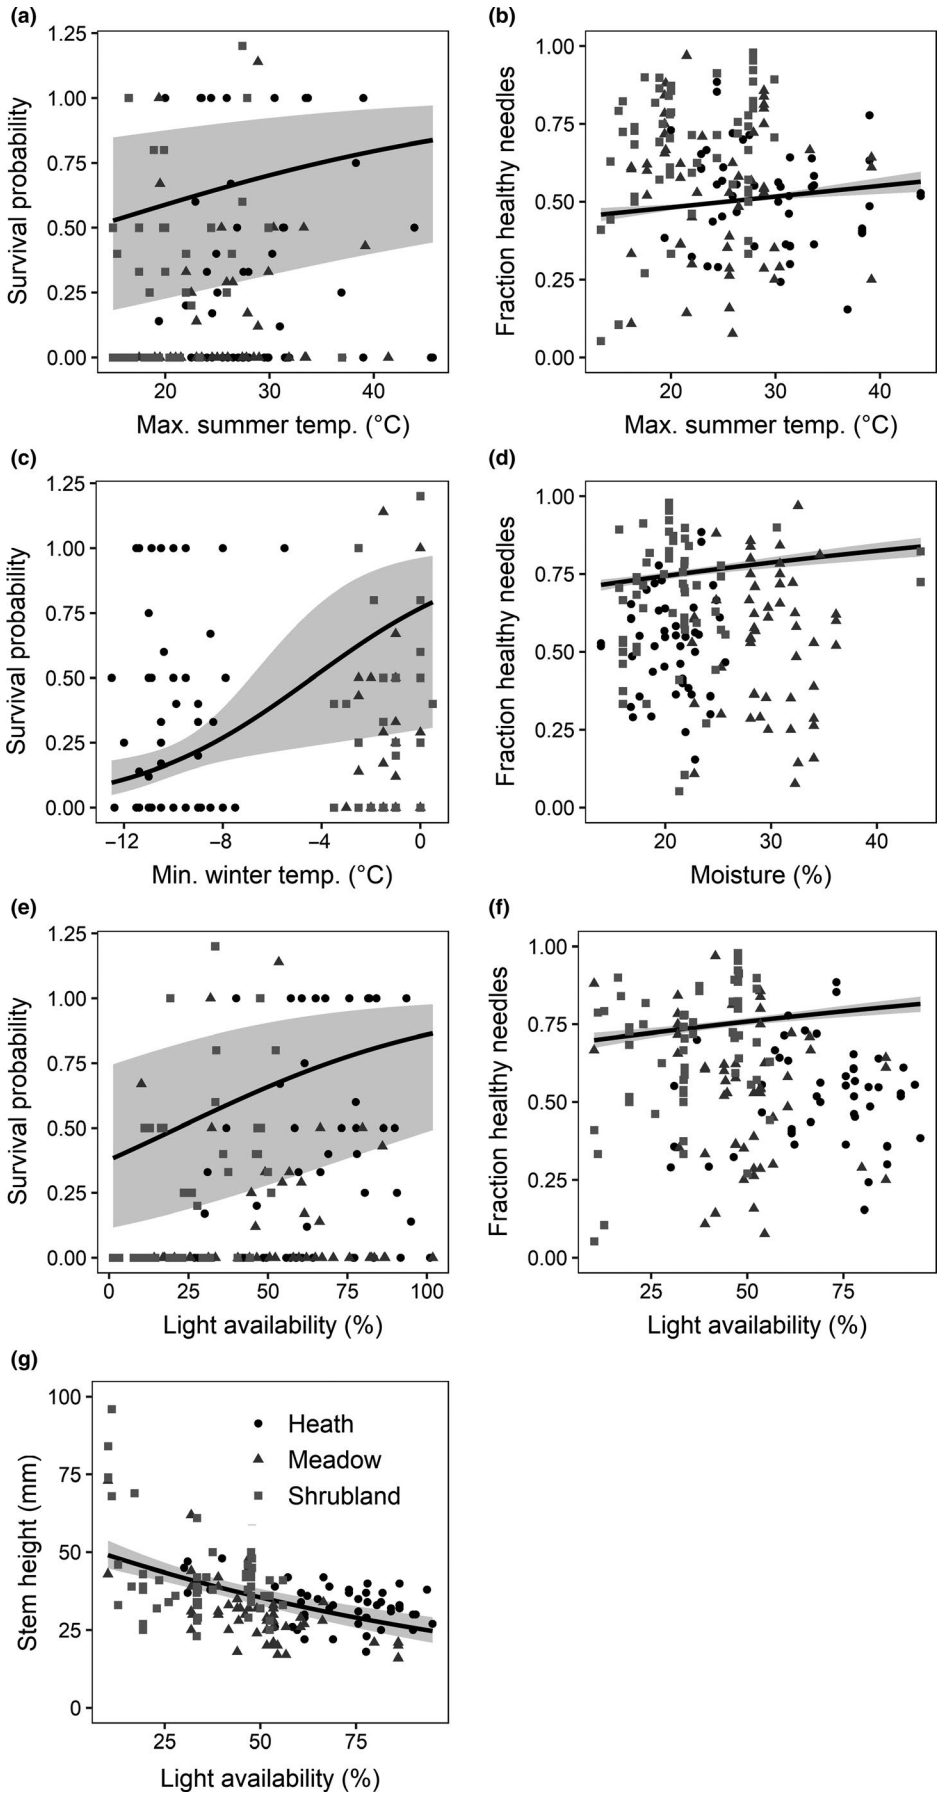 (a)
1.25
1.00
0.75
0.50
0.25
0.00
Survival probability
20
30
40
Max. summer temp. (°C)
(b)
1.00
0.75
0.50
0.25
0.00
Fraction healthy needles
20
30
40
Max. summer temp. (°C)
(c)
1.25
1.00
0.75
0.50
0.25
0.00
Survival probability
−12
−8
−4
0
Min. winter temp. (°C)
(d)
1.00
0.75
0.50
0.25
0.00
Fraction healthy needles
20
30
40
Moisture (%)
(e)
1.25
1.00
0.75
0.50
0.25
0.00
Survival probability
0
25
50
75
100
Light availability (%)
(f)
1.00
0.75
0.50
0.25
0.00
Fraction healthy needles
25
50
75
Light availability (%)
(g)
100
75
50
25
0
Stem height (mm)
Heath
Meadow
Shrubland
25
50
75
Light availability (%)